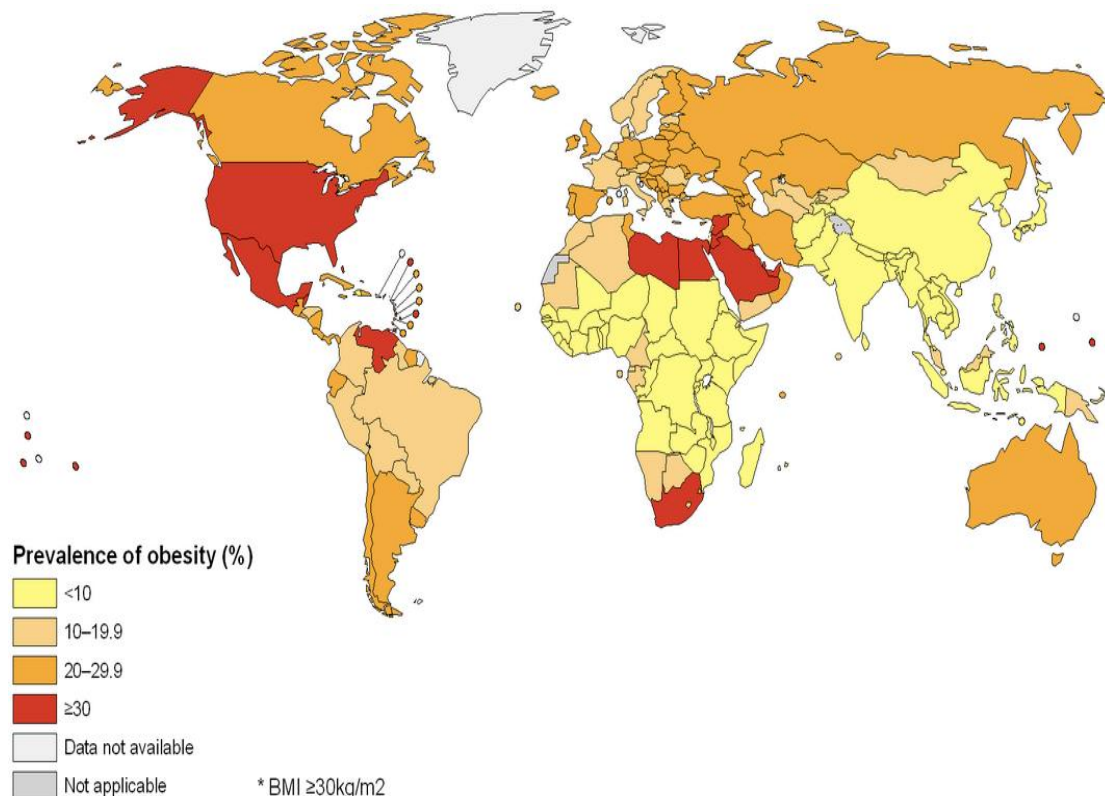 Prevalence of obesity (%)
<10
10–19.9
20–29.9
≥30
Data not available
Not applicable
* BMI ≥30kg/m2